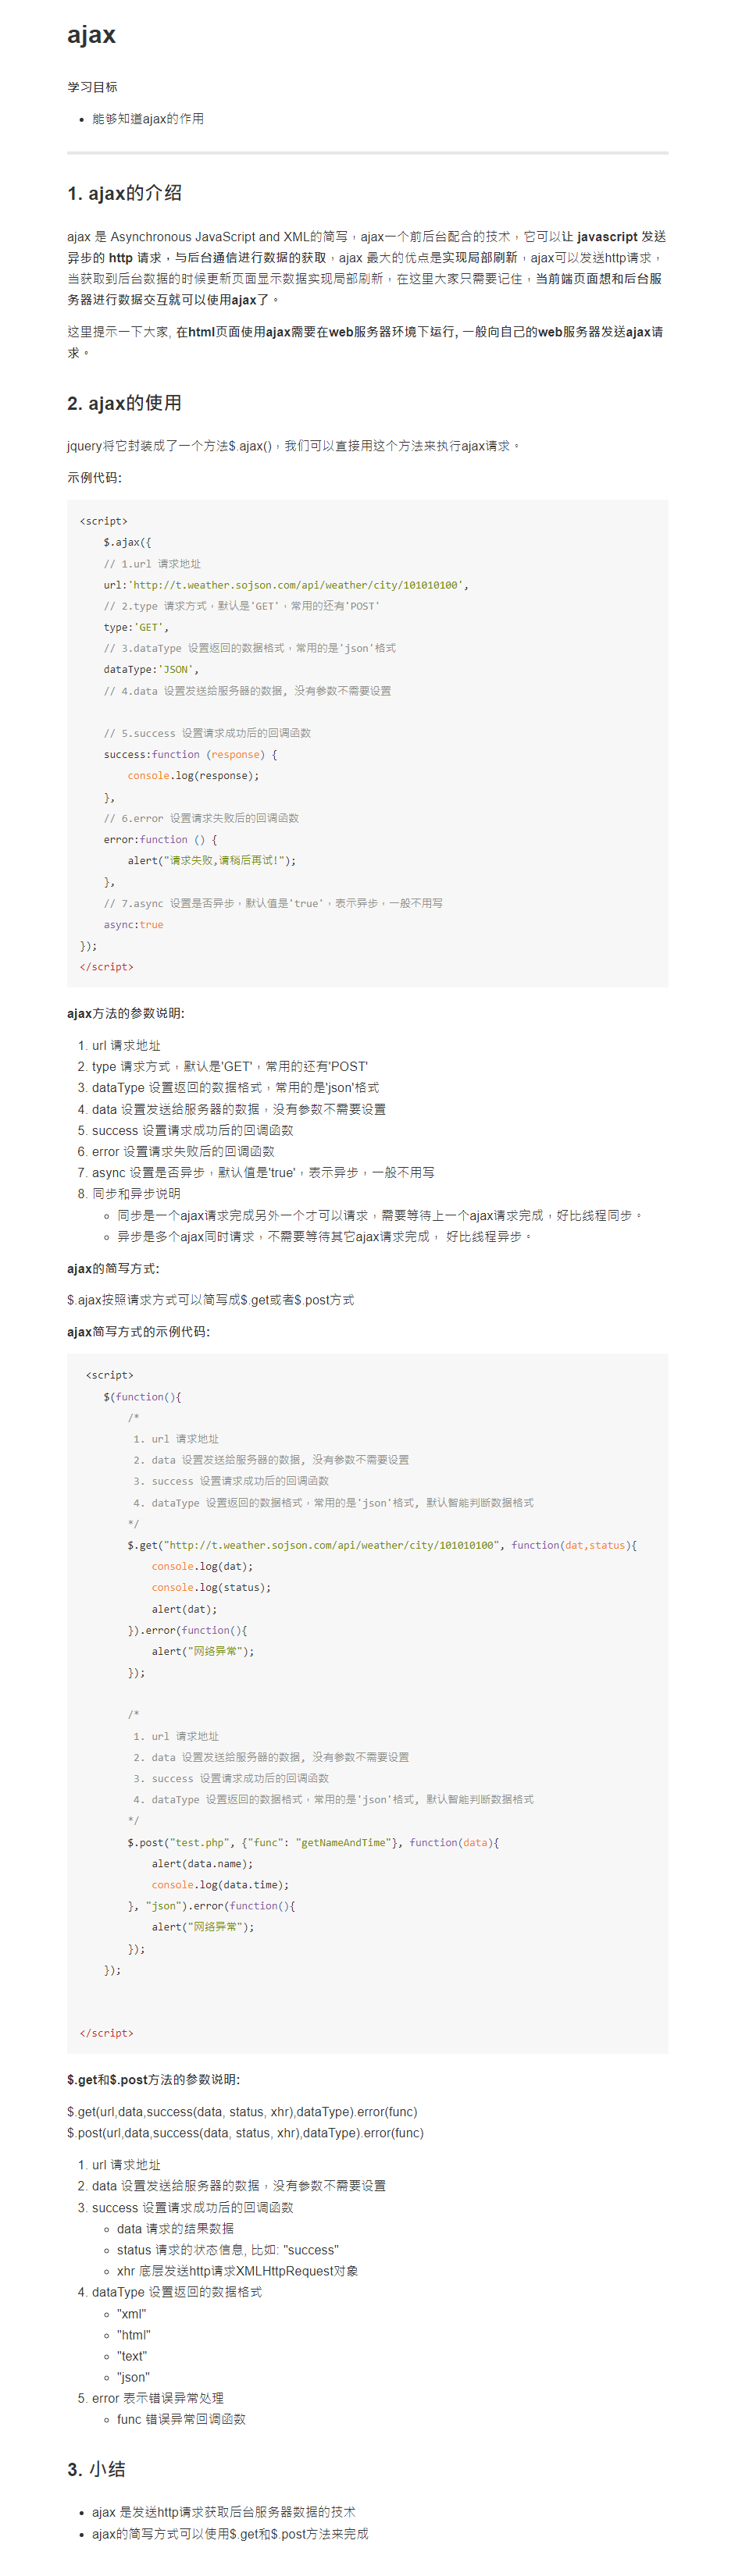 ajax
学习目标
• 能够知道ajax的作用
1. ajax的介绍
ajax 是 Asynchronous JavaScript and XML的简写，ajax一个前后台配合的技术，它可以让 javascript 发送
异步的 http 请求，与后台通信进行数据的获取，ajax 最大的优点是实现局部刷新，ajax可以发送http请求，
当获取到后台数据的时候更新页面显示数据实现局部刷新，在这里大家只需要记住，当前端页面想和后台服
务器进行数据交互就可以使用ajax了。
这里提示一下大家, 在html页面使用ajax需要在web服务器环境下运行, 一般向自己的web服务器发送ajax请
求。
2. ajax的使用
jquery将它封装成了一个方法$.ajax()，我们可以直接用这个方法来执行ajax请求。
示例代码:
<script>
    $.ajax({
    // 1.url 请求地址
    url:'http://t.weather.sojson.com/api/weather/city/101010100',
    // 2.type 请求方式，默认是'GET'，常用的还有'POST'
    type:'GET',
    // 3.dataType 设置返回的数据格式，常用的是'json'格式
    dataType:'JSON',
    // 4.data 设置发送给服务器的数据, 没有参数不需要设置
    // 5.success 设置请求成功后的回调函数
    success:function (response) {
        console.log(response);
    },
    // 6.error 设置请求失败后的回调函数
    error:function () {
        alert("请求失败,请稍后再试!");
    },
    // 7.async 设置是否异步，默认值是'true'，表示异步，一般不用写
    async:true
});
</script>
ajax方法的参数说明:
1. url 请求地址
2. type 请求方式，默认是'GET'，常用的还有'POST'
3. dataType 设置返回的数据格式，常用的是'json'格式
4. data 设置发送给服务器的数据，没有参数不需要设置
5. success 设置请求成功后的回调函数
6. error 设置请求失败后的回调函数
7. async 设置是否异步，默认值是'true'，表示异步，一般不用写
8. 同步和异步说明
◦ 同步是一个ajax请求完成另外一个才可以请求，需要等待上一个ajax请求完成，好比线程同步。
◦ 异步是多个ajax同时请求，不需要等待其它ajax请求完成， 好比线程异步。
ajax的简写方式:
$.ajax按照请求方式可以简写成$.get或者$.post方式
ajax简写方式的示例代码:
 <script>
    $(function(){
        /*
         1. url 请求地址
         2. data 设置发送给服务器的数据, 没有参数不需要设置
         3. success 设置请求成功后的回调函数
         4. dataType 设置返回的数据格式，常用的是'json'格式, 默认智能判断数据格式
        */
        $.get("http://t.weather.sojson.com/api/weather/city/101010100", function(dat,status){
            console.log(dat);
            console.log(status);
            alert(dat);
        }).error(function(){
            alert("网络异常");
        });
        /*
         1. url 请求地址
         2. data 设置发送给服务器的数据, 没有参数不需要设置
         3. success 设置请求成功后的回调函数
         4. dataType 设置返回的数据格式，常用的是'json'格式, 默认智能判断数据格式
        */
        $.post("test.php", {"func": "getNameAndTime"}, function(data){
            alert(data.name);
            console.log(data.time);
        }, "json").error(function(){
            alert("网络异常");
        });
    });
</script>
$.get和$.post方法的参数说明:
$.get(url,data,success(data, status, xhr),dataType).error(func)
$.post(url,data,success(data, status, xhr),dataType).error(func)
1. url 请求地址
2. data 设置发送给服务器的数据，没有参数不需要设置
3. success 设置请求成功后的回调函数
◦ data 请求的结果数据
◦ status 请求的状态信息, 比如: "success"
◦ xhr 底层发送http请求XMLHttpRequest对象
4. dataType 设置返回的数据格式
◦ "xml"
◦ "html"
◦ "text"
◦ "json"
5. error 表示错误异常处理
◦ func 错误异常回调函数
3. 小结
• ajax 是发送http请求获取后台服务器数据的技术
• ajax的简写方式可以使用$.get和$.post方法来完成